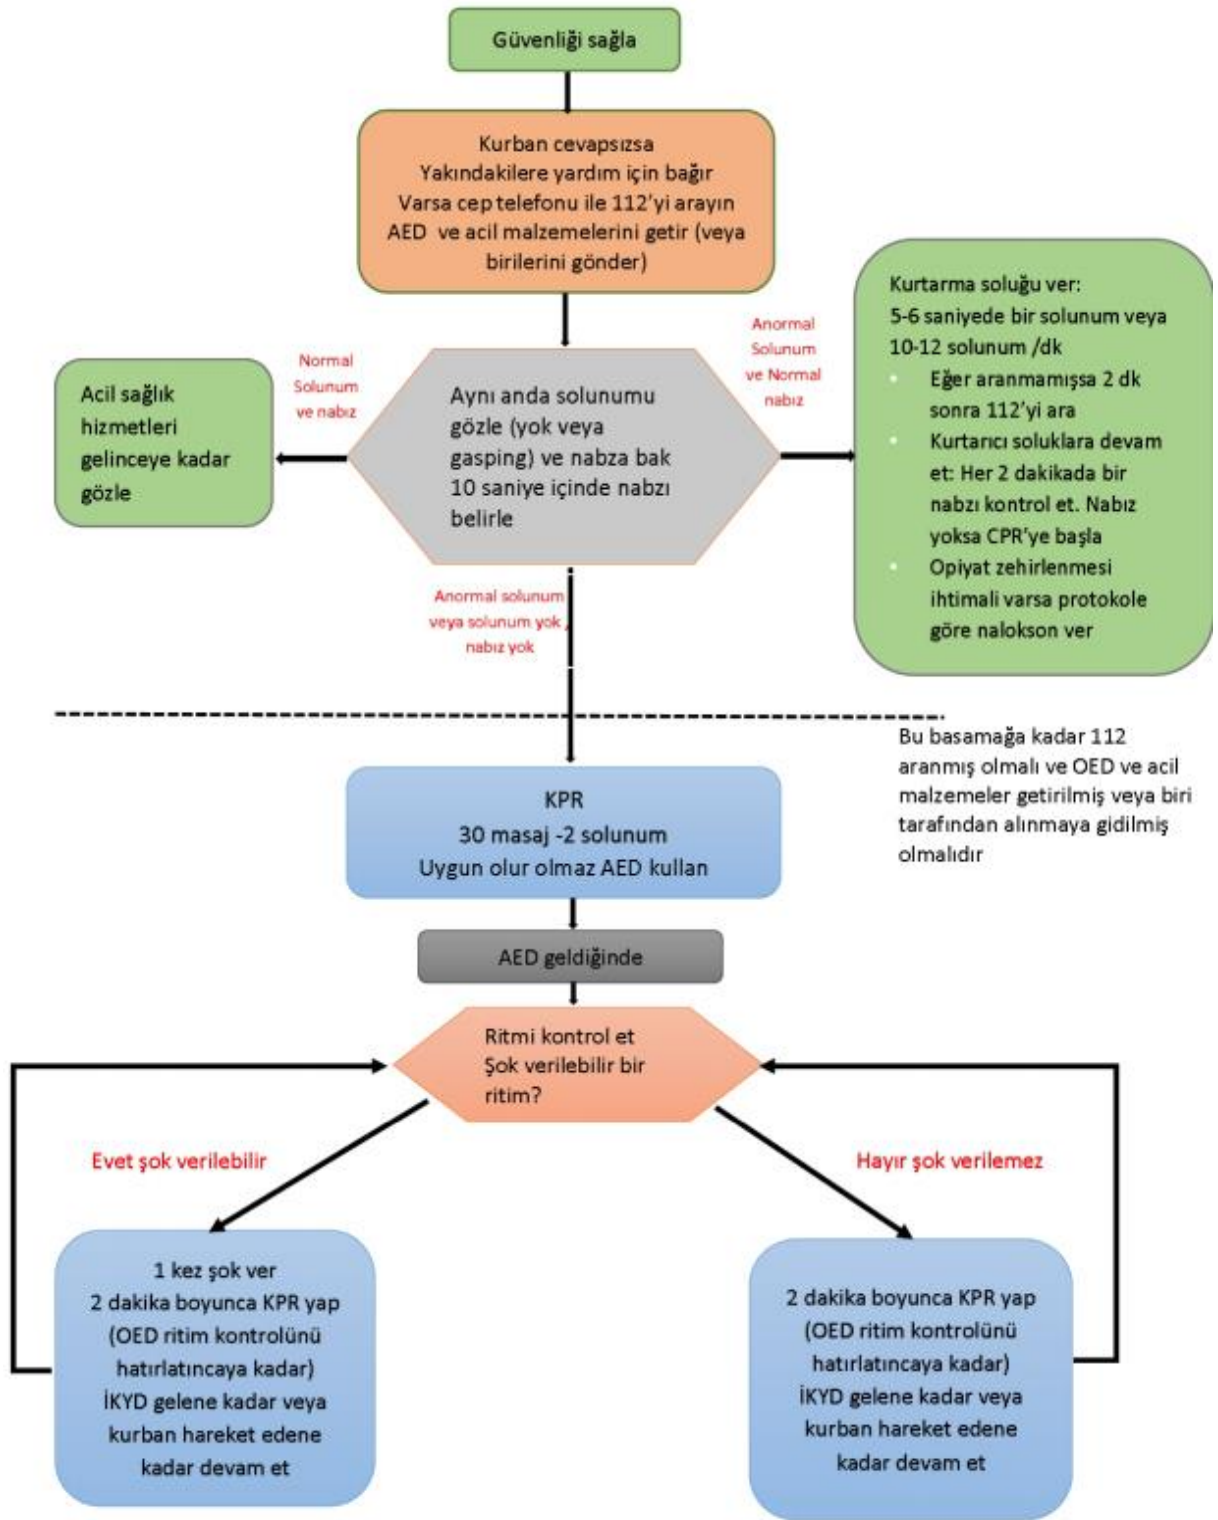 Güvenliği sağla
Kurban cevapsızsa
Yakındakilere yardım için bağır
Varsa cep telefonu ile 112’yi arayın
AED ve acil malzemelerini getir (veya
birilerini gönder)
Normal
Solunum
ve nabız
Anormal
Solunum
ve Normal
nabız
Acil sağlık
hizmetleri
gelinceye kadar
gözle
Aynı anda solunumu
gözle (yok veya
gasping) ve nabza bak
10 saniye içinde nabzı
belirle
Kurtarma soluğu ver:
5-6 saniyede bir solunum veya
10-12 solunum /dk
• Eğer aranmamışsa 2 dk
sonra 112’yi ara
• Kurtarıcı soluklara devam
et: Her 2 dakikada bir
nabzı kontrol et. Nabız
yoksa CPR’ye başla
• Opiyat zehirlenmesi
ihtimali varsa protokole
göre nalokson ver
Anormal solunum
veya solunum yok ,
nabız yok
Bu basamağa kadar 112
aranmış olmalı ve OED ve acil
malzemeler getirilmiş veya biri
tarafından alınmaya gidilmiş
olmalıdır
KPR
30 masaj -2 solunum
Uygun olur olmaz AED kullan
AED geldiğinde
Ritmi kontrol et
Şok verilebilir bir
ritim?
Evet şok verilebilir
Hayır şok verilemez
1 kez şok ver
2 dakika boyunca KPR yap
(OED ritim kontrolünü
hatırlatıncaya kadar)
İKYD gelene kadar veya
kurban hareket edene
kadar devam et
2 dakika boyunca KPR yap
(OED ritim kontrolünü
hatırlatıncaya kadar)
İKYD gelene kadar veya
kurban hareket edene
kadar devam et